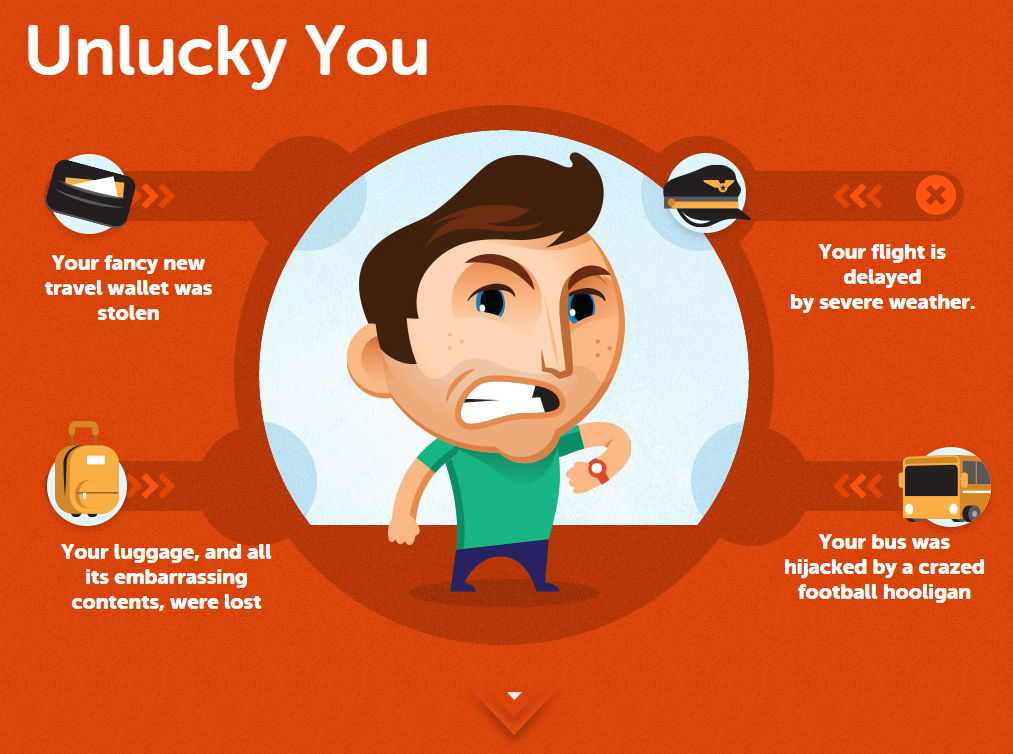 Unlucky You
Your fancy new
travel wallet was
stolen
Your flight is
delayed
by severe weather.
Your luggage, and all
its embarrassing
contents, were lost
Your bus was
hijacked by a crazed
football hooligan